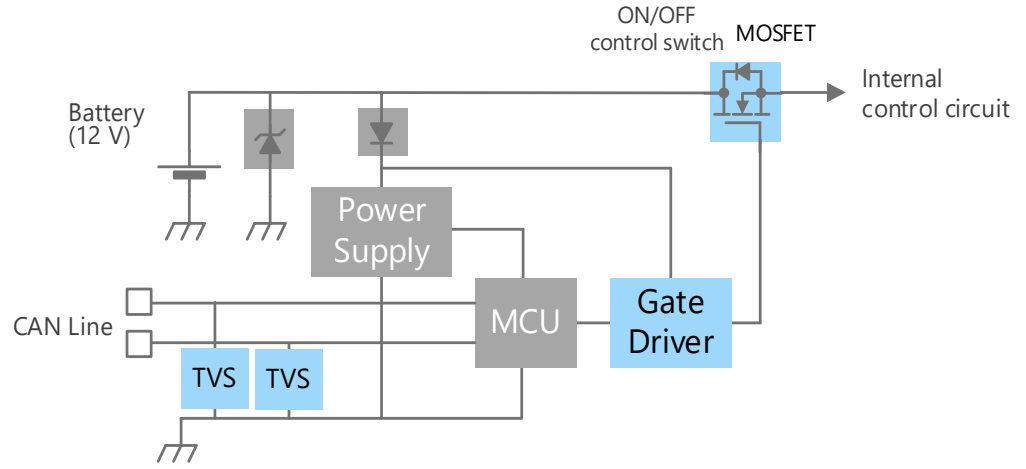 ON/OFF
control switch
MOSFET
Internal
control circuit
Battery
(12 V)
Power
Supply
CAN Line
MCU
Gate
Driver
TVS
TVS